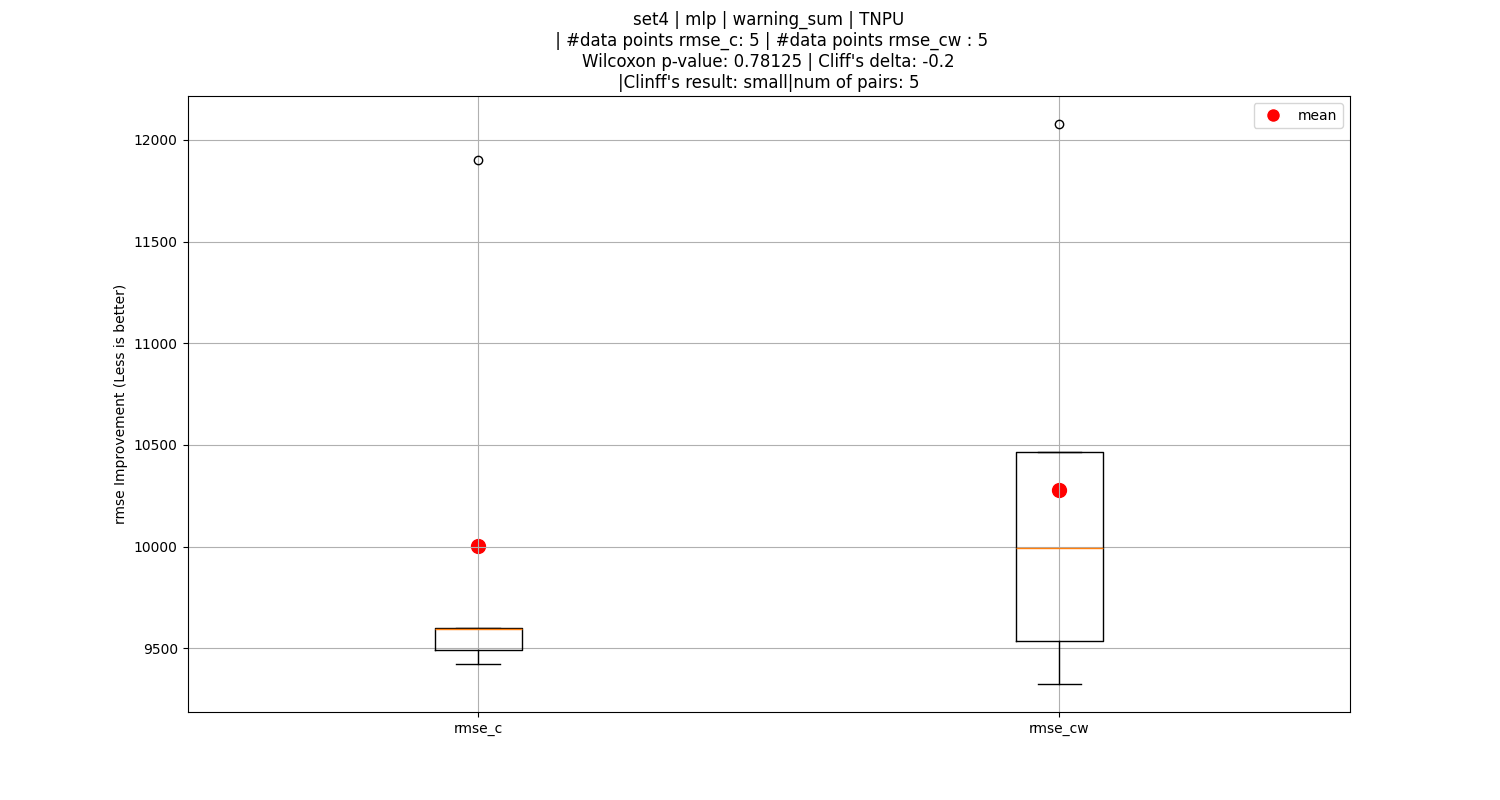 set4 | mlp | warning_sum | TNPU
| #data points rmse_c: 5 | #data points rmse_cw : 5
Wilcoxon p-value: 0.78125 | Cliff's delta: -0.2
|Clinff's result: small|num of pairs: 5
mean
12000
11500
11000
10500
10000
9500
rmse Improvement (Less is better)
rmse_c
rmse_cw